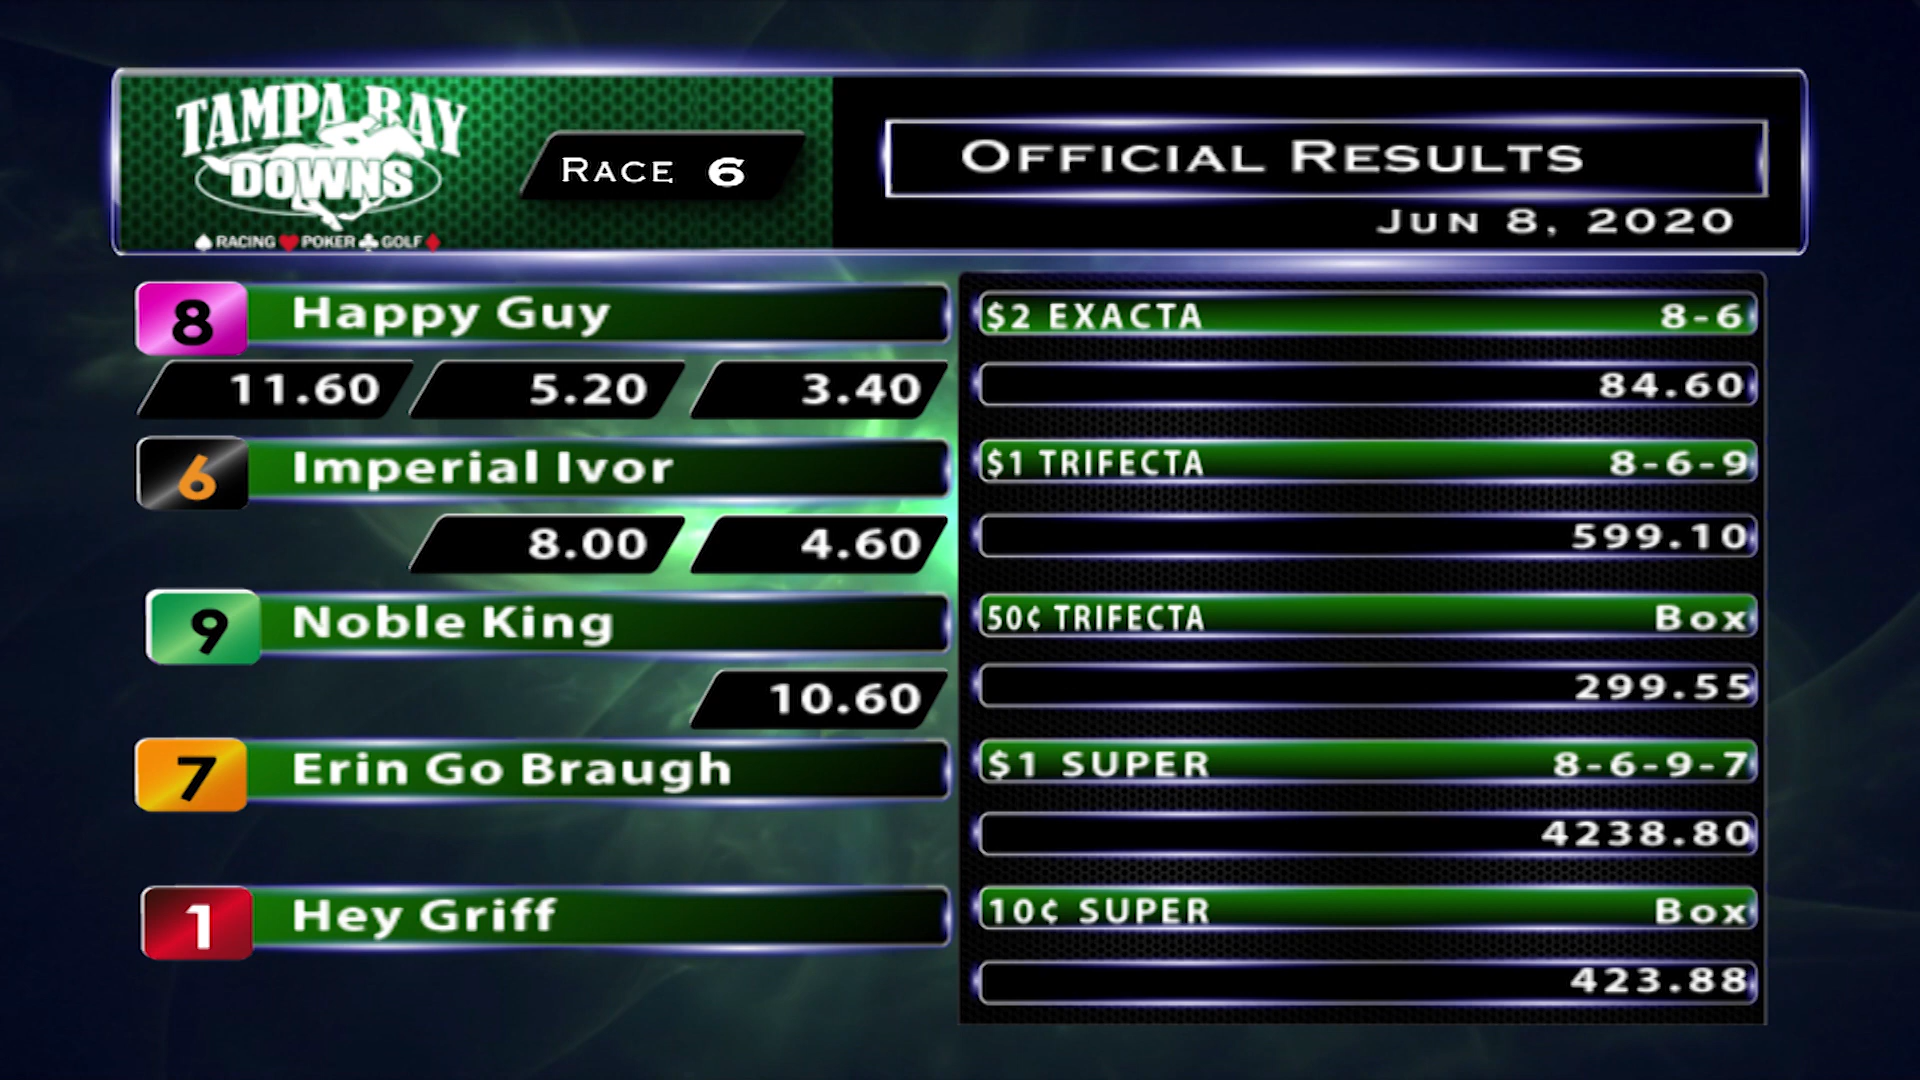 TAMPA BAY
DOWNS
RACING POKER GOLF
RACE 6
OFFICIAL RESULTS
JUN 8, 2020
8 Happy Guy
11.60 5.20 3.40
6 Imperial Ivor
8.00 4.60
9 Noble King
10.60
7 Erin Go Braugh
1 Hey Griff
$2 EXACTA 8-6
84.60
$1 TRIFECTA 8-6-9
599.10
50¢ TRIFECTA Box
299.55
$1 SUPER 8-6-9-7
4238.80
10¢ SUPER Box
423.88